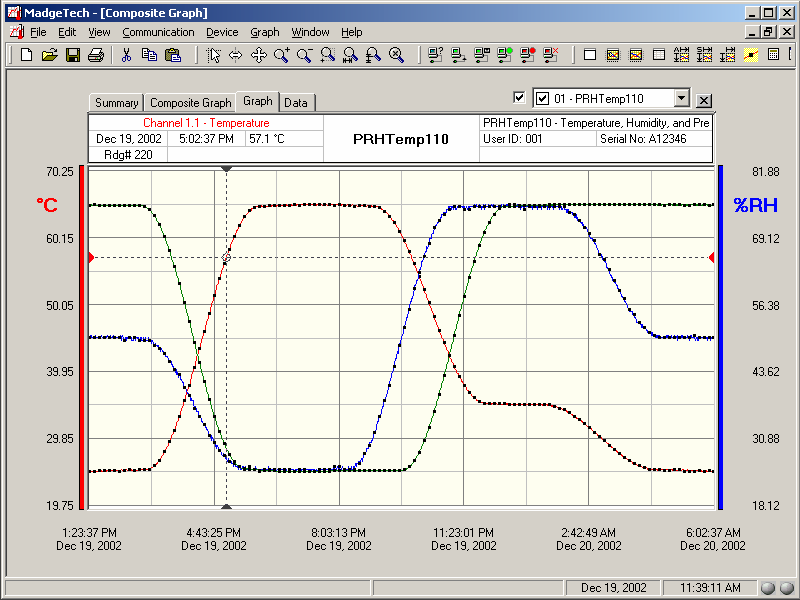 MadgeTech - [Composite Graph]
File Edit View Communication Device Graph Window Help
Summary Composite Graph Graph Data 01 - PRHTemp110
Channel 1.1 - Temperature PRHTemp110 - Temperature, Humidity, and Pre
Dec 19, 2002 5:02:37 PM 57.1 °C PRHTemp110 User ID: 001 Serial No: A12346
Rdg# 220
70.25 81.88
°C %RH
60.15 69.12
50.05 56.38
39.95 43.62
29.85 30.88
19.75 18.12
1:23:37 PM 4:43:25 PM 8:03:13 PM 11:23:01 PM 2:42:49 AM 6:02:37 AM
Dec 19, 2002 Dec 19, 2002 Dec 19, 2002 Dec 19, 2002 Dec 20, 2002 Dec 20, 2002
Dec 19, 2002 11:39:11 AM